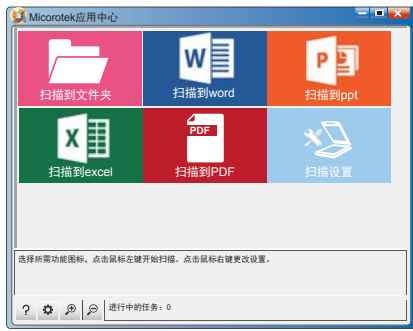 Micorotek应用中心
扫描到文件夹
扫描到word
扫描到ppt
扫描到excel
扫描到PDF
扫描设置
选择所需功能图标，点击鼠标左键开始扫描。点击鼠标右键更改设置。
进行中的任务：0